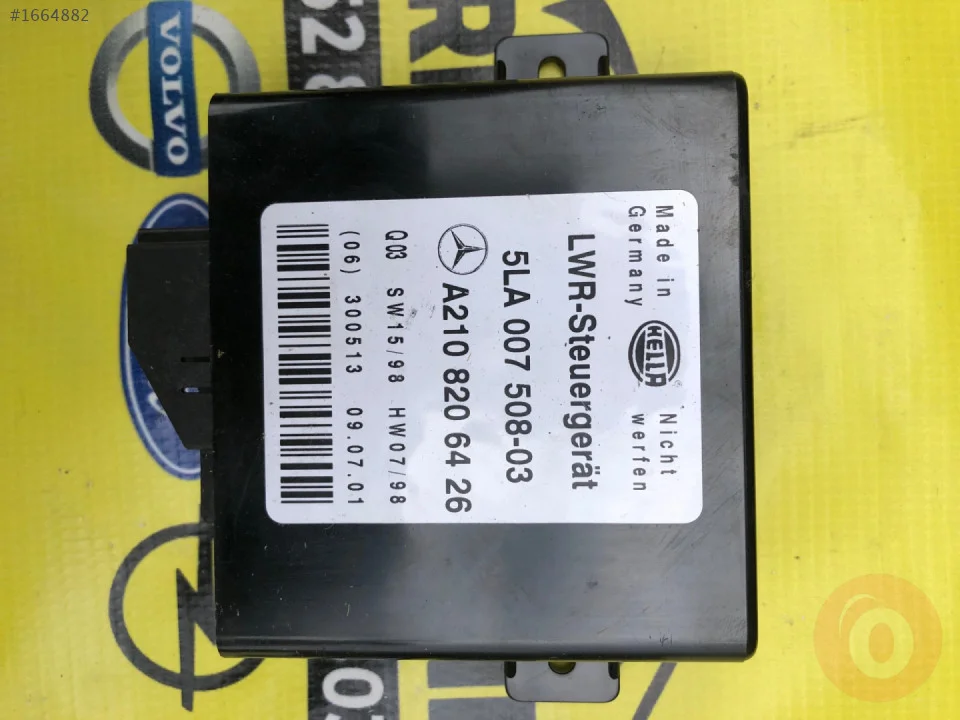 #1664882
VOLVO
528
R
Made in
Germany
HELLA
Nicht
werfen
LWR-Steuergerät
5LA 007 508-03
A210 820 64 26
Q03 SW15/98 HW07/98
(06) 300513 09.07.01